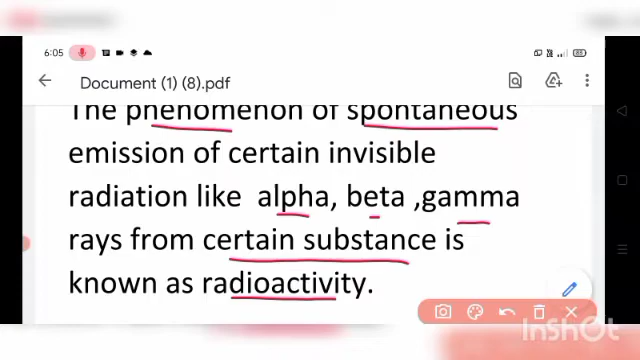 6:05
85
Document (1) (8).pdf
The phenomenon of spontaneous
emission of certain invisible
radiation like alpha, beta ,gamma
rays from certain substance is
known as radioactivity.
InShOt